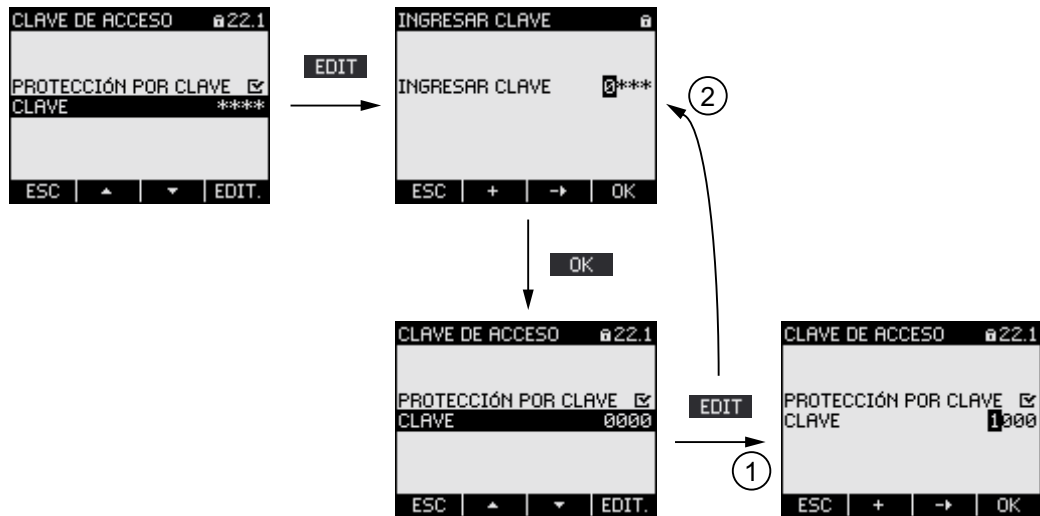 CLAVE DE ACCESO 22.1
PROTECCIÓN POR CLAVE
CLAVE ****
ESC EDIT.
EDIT
INGRESAR CLAVE
INGRESAR CLAVE 0***
ESC + OK
2
OK
CLAVE DE ACCESO 22.1
PROTECCIÓN POR CLAVE
CLAVE 0000
ESC EDIT.
EDIT
1
CLAVE DE ACCESO 22.1
PROTECCIÓN POR CLAVE
CLAVE 1000
ESC + OK